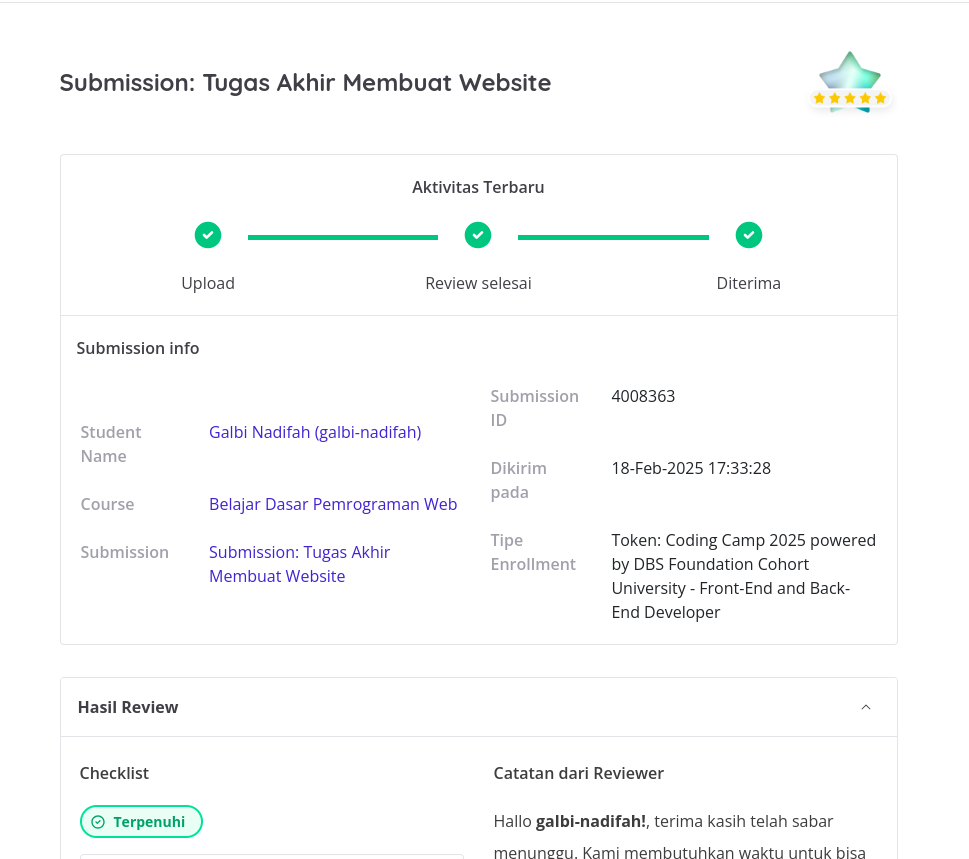 Submission: Tugas Akhir Membuat Website
Aktivitas Terbaru
Upload
Review selesai
Diterima
Submission info
Student
Name
Galbi Nadifah (galbi-nadifah)
Course
Belajar Dasar Pemrograman Web
Submission
Submission: Tugas Akhir
Membuat Website
Submission
ID
4008363
Dikirim
pada
18-Feb-2025 17:33:28
Tipe
Enrollment
Token: Coding Camp 2025 powered
by DBS Foundation Cohort
University - Front-End and Back-
End Developer
Hasil Review
Checklist
Terpenuhi
Catatan dari Reviewer
Hallo galbi-nadifah!, terima kasih telah sabar
menunggu. Kami membutuhkan waktu untuk bisa